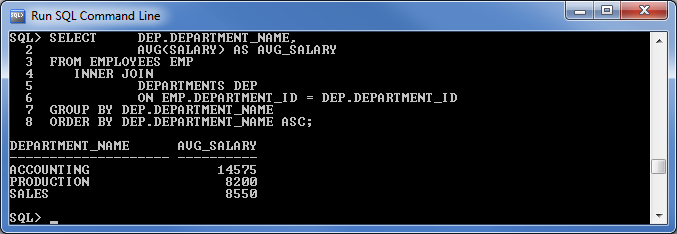 Run SQL Command Line
SQL> SELECT DEP.DEPARTMENT_NAME,
2 AVG(SALARY) AS AVG_SALARY
3 FROM EMPLOYEES EMP
4 INNER JOIN
5 DEPARTMENTS DEP
6 ON EMP.DEPARTMENT_ID = DEP.DEPARTMENT_ID
7 GROUP BY DEP.DEPARTMENT_NAME
8 ORDER BY DEP.DEPARTMENT_NAME ASC;
DEPARTMENT_NAME AVG_SALARY
-------------------- ----------
ACCOUNTING 14575
PRODUCTION 8200
SALES 8550
SQL> _